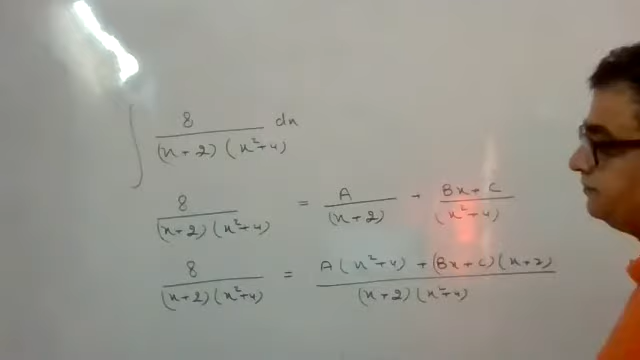 ∫ 8 / (x+2)(x²+4) dx
8 / (x+2)(x²+4) = A / (x+2) + Bx+C / (x²+4)
8 / (x+2)(x²+4) = A(x²+4) + (Bx+C)(x+2) / (x+2)(x²+4)